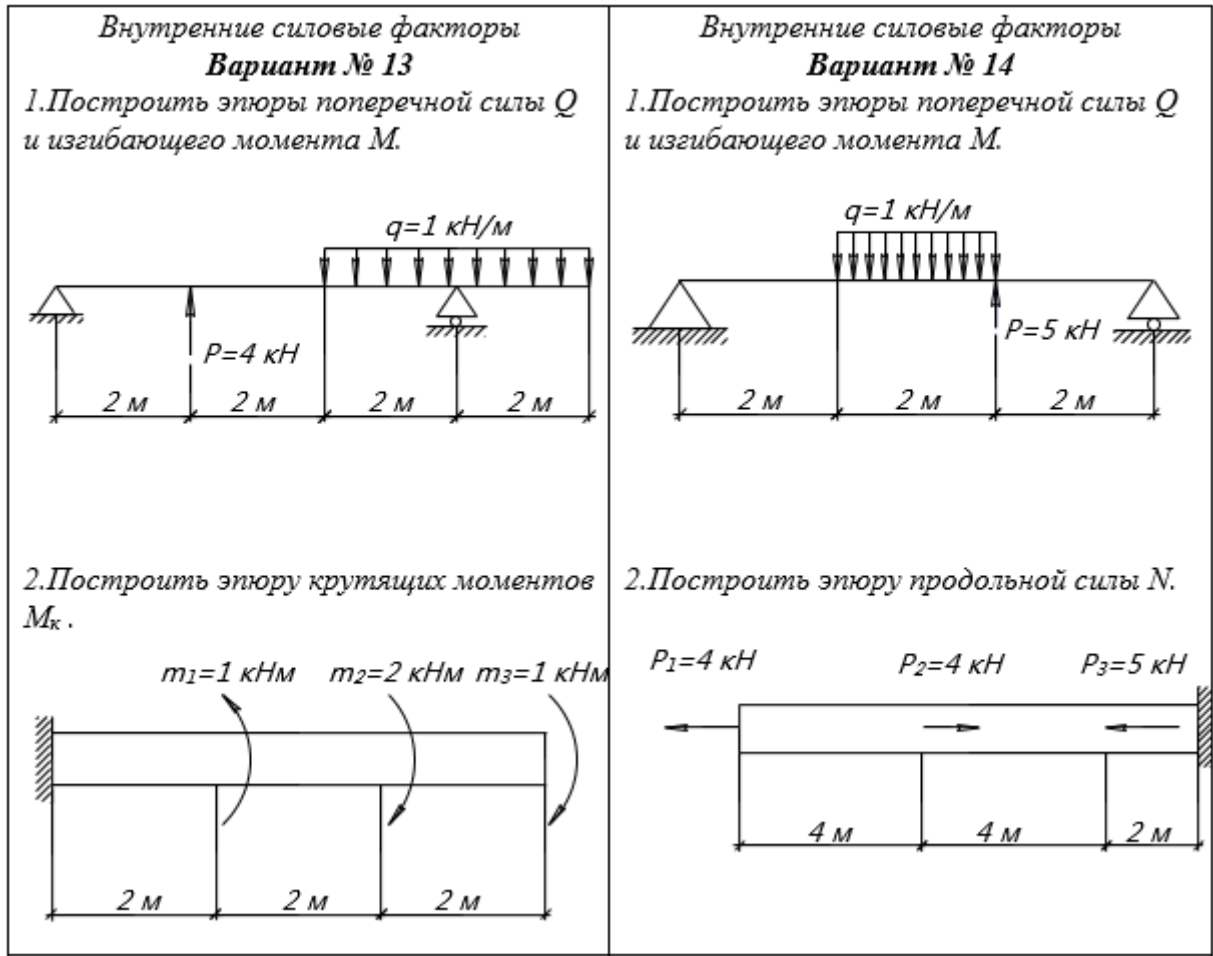 Внутренние силовые факторы
Вариант № 13
1.Построить эпюры поперечной силы Q
и изгибающего момента M.
q=1 кН/м
P=4 кН
2 м
2 м
2 м
2 м
2.Построить эпюру крутящих моментов
Mк .
m1=1 кНм
m2=2 кНм
m3=1 кНм
2 м
2 м
2 м
Внутренние силовые факторы
Вариант № 14
1.Построить эпюры поперечной силы Q
и изгибающего момента M.
q=1 кН/м
P=5 кН
2 м
2 м
2 м
2.Построить эпюру продольной силы N.
P1=4 кН
P2=4 кН
P3=5 кН
4 м
4 м
2 м